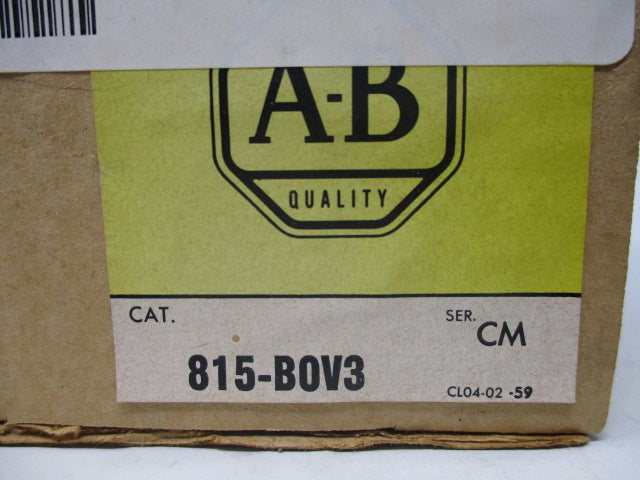 A-B
QUALITY
CAT.
SER. CM
815-BOV3
CL04-02 -59